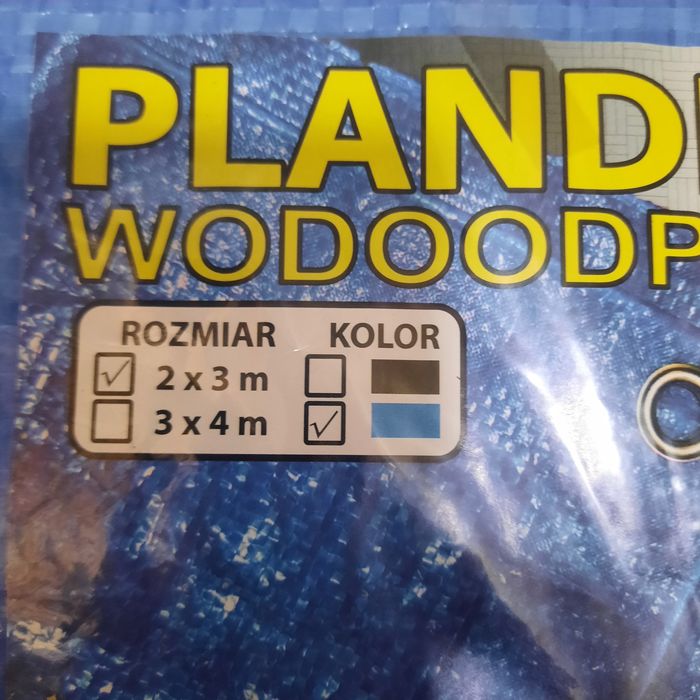 PLAND
WODOODP
ROZMIAR KOLOR
2 x 3 m
3 x 4 m